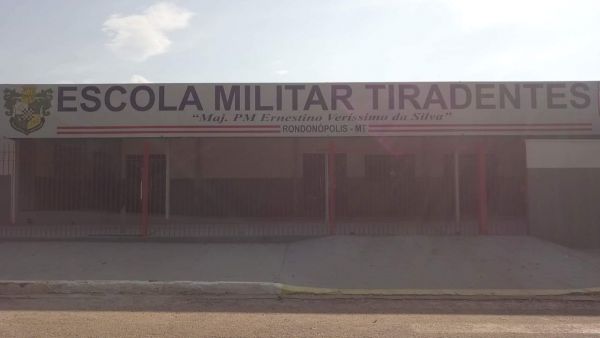 ESCOLA MILITAR TIRADENTES
"Maj. PM Ernestino Veríssimo da Silva"
RONDONÓPOLIS - MT